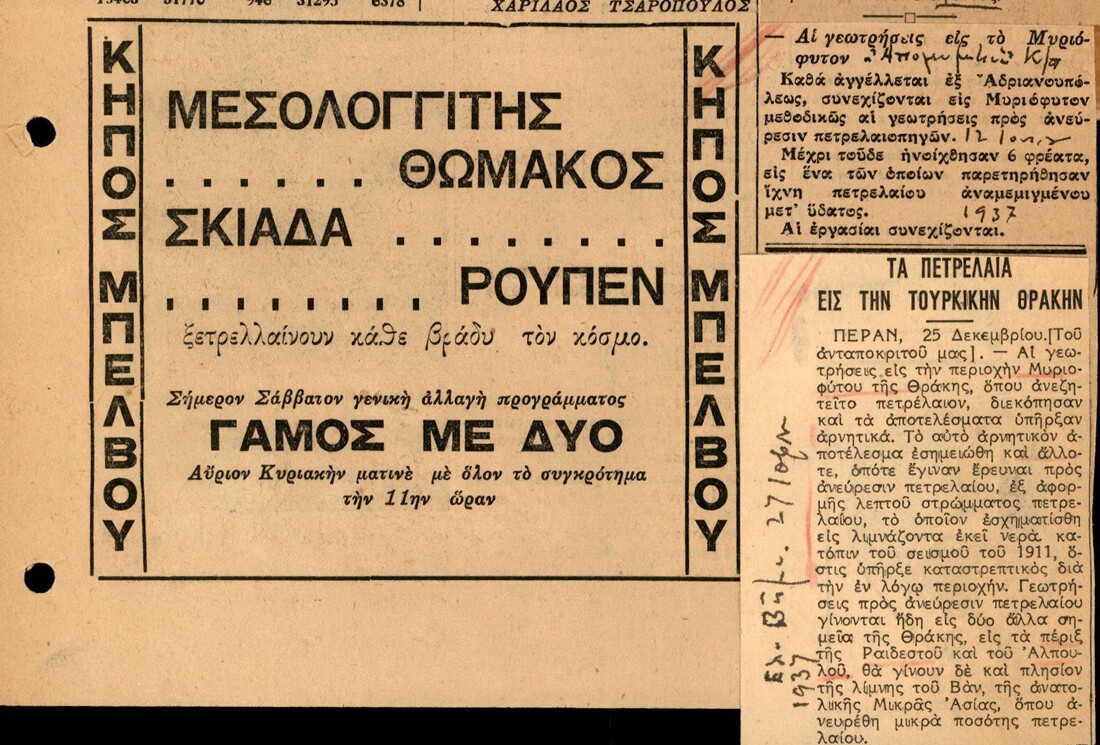 15468 31770 946 31295 6378
ΧΑΡΙΛΑΟΣ ΤΣΑΡΟΠΟΥΛΟΣ
ΚΗΠΟΣ ΜΠΕΛΒΟΥ
ΜΕΣΟΛΟΓΓΙΤΗΣ
. . . . . . ΘΩΜΑΚΟΣ
ΣΚΙΑΔΑ . . . . . . . . .
. . . . . . . . ΡΟΥΠΕΝ
ξετρελλαίνουν κάθε βράδυ τὸν κόσμο.
Σήμερον Σάββατον γενικὴ ἀλλαγὴ προγράμματος
ΓΑΜΟΣ ΜΕ ΔΥΟ
Αὔριον Κυριακὴν ματινὲ μὲ ὅλον τὸ συγκρότημα
τὴν 11ην ὥραν
ΚΗΠΟΣ ΜΠΕΛΒΟΥ
— Αἱ γεωτρήσεις εἰς τὸ Μυριό-
φυτον
Καθὰ ἀγγέλλεται ἐξ Ἀδριανουπό-
λεως, συνεχίζονται εἰς Μυριόφυτον
μεθοδικῶς αἱ γεωτρήσεις πρὸς ἀνεύ-
ρεσιν πετρελαιοπηγῶν. 12
Μέχρι τοῦδε ἠνοίχθησαν 6 φρέατα,
εἰς ἕνα τῶν ὁποίων παρετηρήθησαν
ἴχνη πετρελαίου ἀναμεμιγμένου
μετ' ὕδατος. 1937
Αἱ ἐργασίαι συνεχίζονται.
ΤΑ ΠΕΤΡΕΛΑΙΑ
ΕΙΣ ΤΗΝ ΤΟΥΡΚΙΚΗΝ ΘΡΑΚΗΝ
ΠΕΡΑΝ, 25 Δεκεμβρίου.[Τοῦ
ἀνταποκριτοῦ μας]. — Αἱ γεω-
τρήσεις εἰς τὴν περιοχὴν Μυριο-
φύτου τῆς Θράκης, ὅπου ἀνεζη-
τεῖτο πετρέλαιον, διεκόπησαν
καὶ τὰ ἀποτελέσματα ὑπῆρξαν
ἀρνητικά. Τὸ αὐτὸ ἀρνητικὸν ἀ-
ποτέλεσμα ἐσημειώθη καὶ ἄλλο-
τε, ὁπότε ἔγιναν ἔρευναι πρὸς
ἀνεύρεσιν πετρελαίου, ἐξ ἀφορ-
μῆς λεπτοῦ στρώμματος πετρε-
λαίου, τὸ ὁποῖον ἐσχηματίσθη
εἰς λιμνάζοντα ἐκεῖ νερὰ κα-
τόπιν τοῦ σεισμοῦ τοῦ 1911, ὅ-
στις ὑπῆρξε καταστρεπτικὸς διὰ
τὴν ἐν λόγῳ περιοχήν. Γεωτρή-
σεις πρὸς ἀνεύρεσιν πετρελαίου
γίνονται ἤδη εἰς δύο ἄλλα ση-
μεῖα τῆς Θράκης, εἰς τὰ πέριξ
τῆς Ραιδεστοῦ καὶ τοῦ Ἀλπου-
λοῦ, θὰ γίνουν δὲ καὶ πλησίον
τῆς λίμνης τοῦ Βάν, τῆς ἀνατο-
λικῆς Μικρᾶς Ἀσίας, ὅπου ἀ-
νευρέθη μικρὰ ποσότης πετρε-
λαίου.
Ελ. Βῆμα. 27
1937